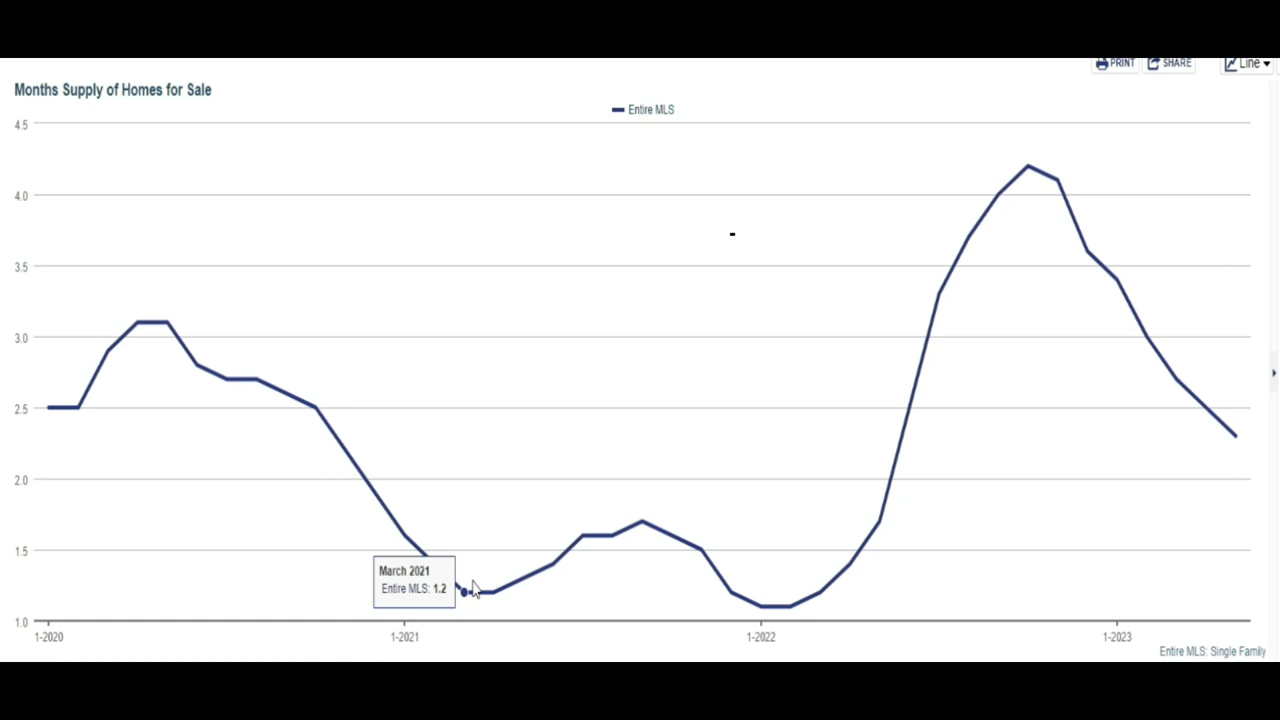 PRINT SHARE Line
Months Supply of Homes for Sale
Entire MLS
4.5
4.0
3.5
3.0
2.5
2.0
1.5
1.0
March 2021
Entire MLS: 1.2
1-2020 1-2021 1-2022 1-2023
Entire MLS: Single Family